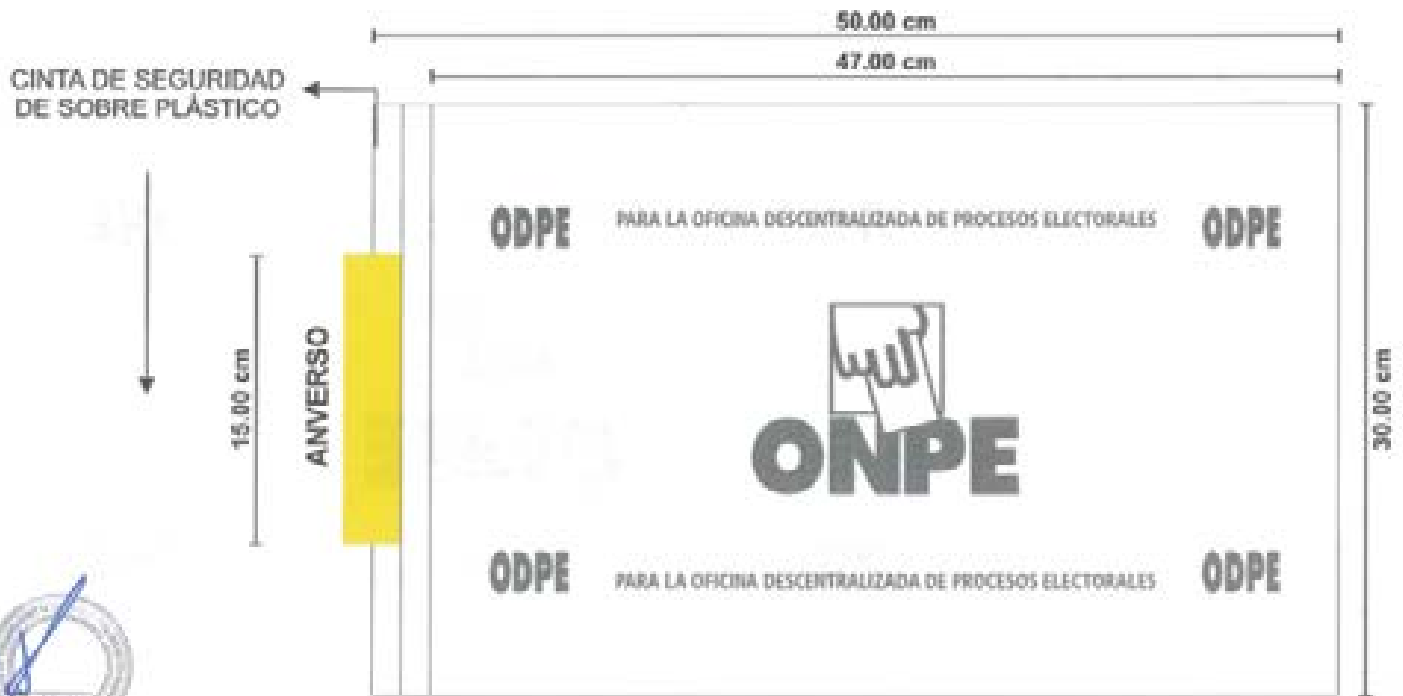 50.00 cm
47.00 cm
CINTA DE SEGURIDAD
DE SOBRE PLÁSTICO
ODPE PARA LA OFICINA DESCENTRALIZADA DE PROCESOS ELECTORALES ODPE
15.00 cm
ANVERSO
30.00 cm
ONPE
ODPE PARA LA OFICINA DESCENTRALIZADA DE PROCESOS ELECTORALES ODPE